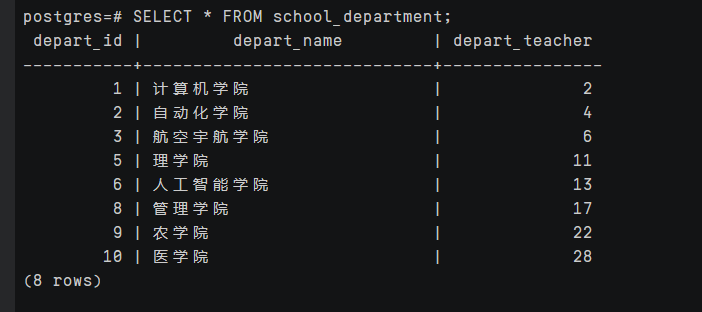 postgres=# SELECT * FROM school_department;
 depart_id |         depart_name         | depart_teacher
-----------+-----------------------------+----------------
         1 | 计算机学院                  |              2
         2 | 自动化学院                  |              4
         3 | 航空宇航学院                |              6
         5 | 理学院                      |             11
         6 | 人工智能学院                |             13
         8 | 管理学院                    |             17
         9 | 农学院                      |             22
        10 | 医学院                      |             28
(8 rows)